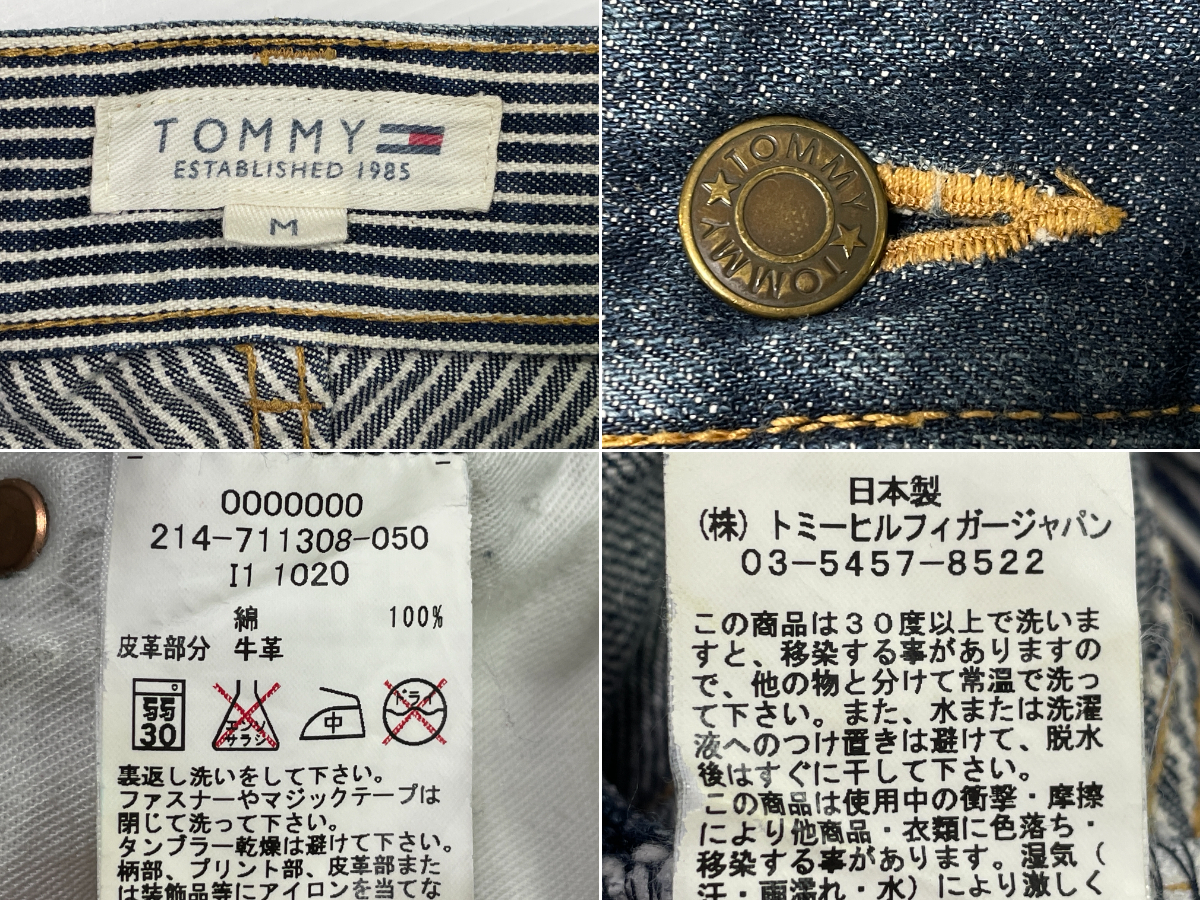 TOMMY
ESTABLISHED 1985
M
TOMMY★TOMMY★
0000000
214-711308-050
I1 1020
綿 100%
皮革部分 牛革
弱
30
エンソ
サラシ
中
ドライ
裏返し洗いをして下さい。
ファスナーやマジックテープは
閉じて洗って下さい。
タンブラー乾燥は避けて下さい。
柄部、プリント部、皮革部また
は装飾品等にアイロンを当てな
日本製
(株) トミーヒルフィガージャパン
03-5457-8522
この商品は30度以上で洗いま
すと、移染する事がありますの
で、他の物と分けて常温で洗っ
て下さい。また、水または洗濯
液へのつけ置きは避けて、脱水
後はすぐに干して下さい。
この商品は使用中の衝撃・摩擦
により他商品・衣類に色落ち・
移染する事があります。湿気(
汗・雨濡れ・水)により激しく